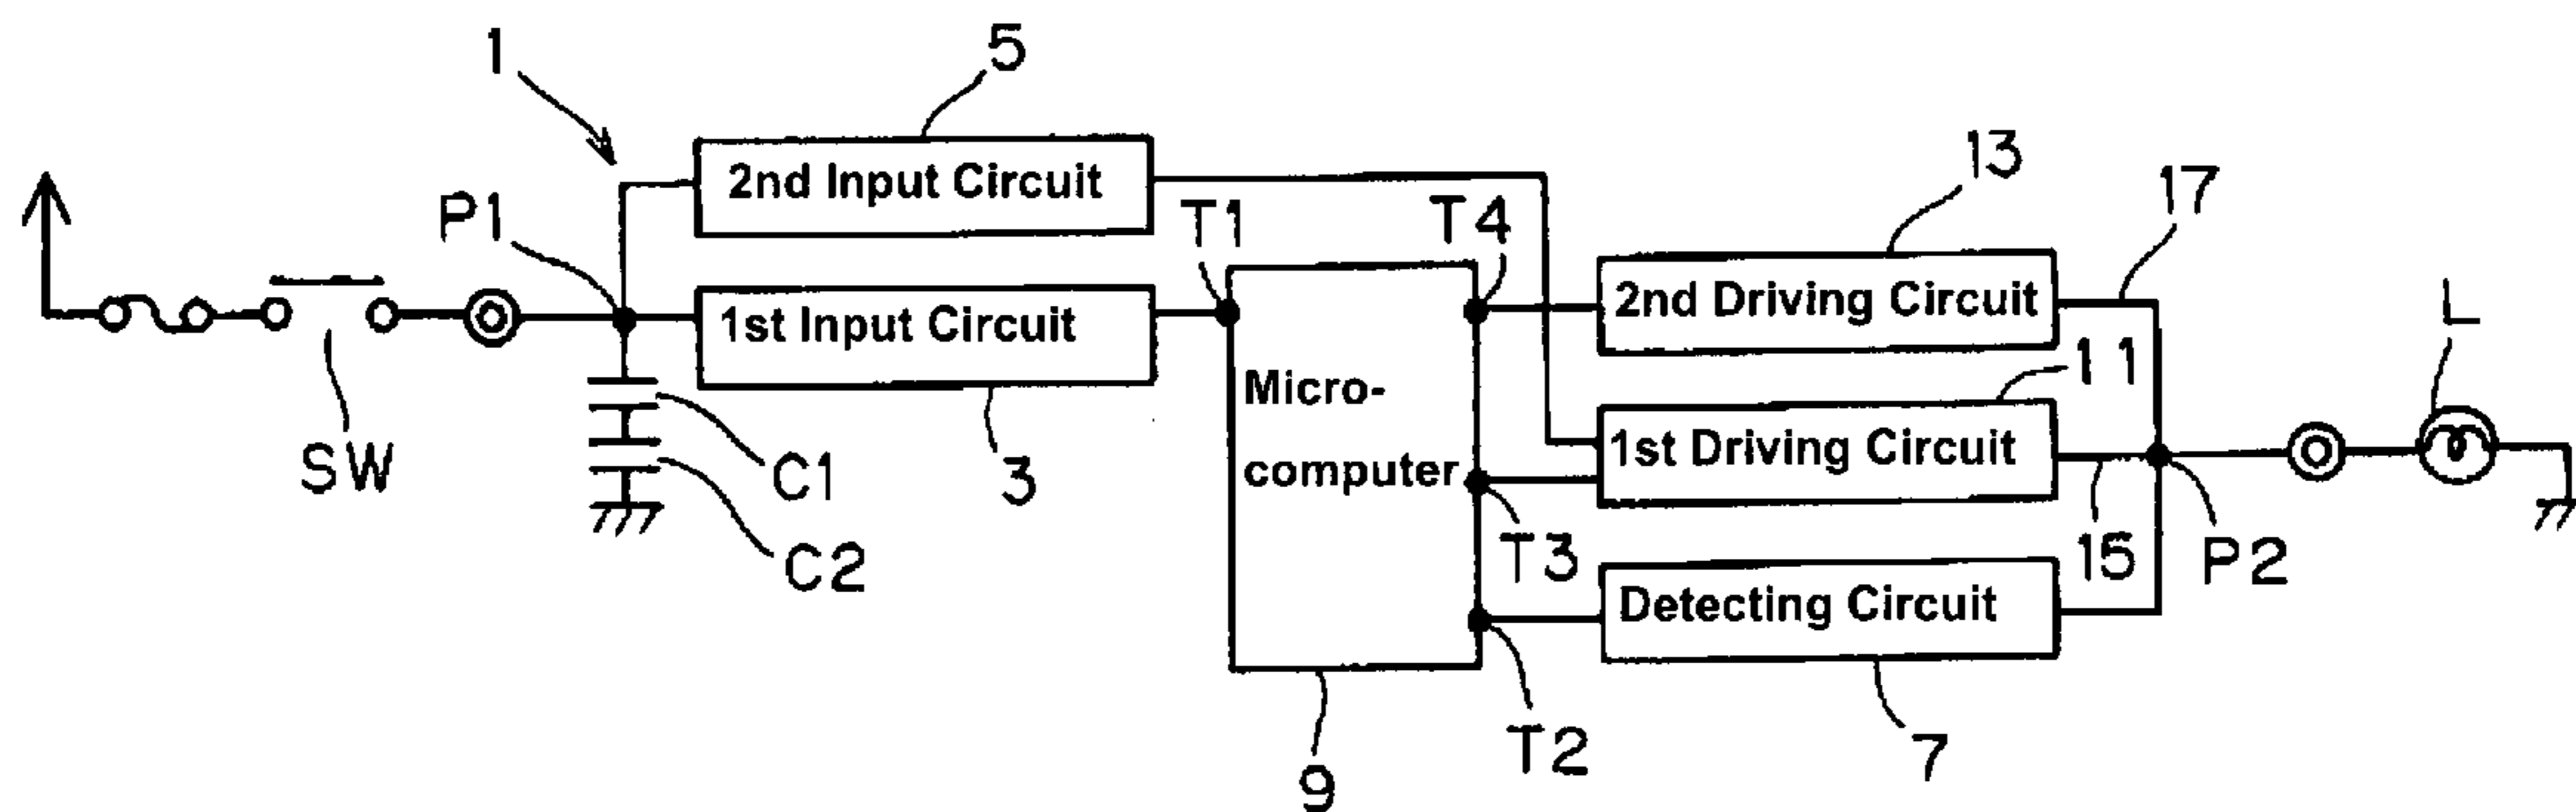 1
5
2nd Input Circuit
13
17
P1
T1
T4
L
1st Input Circuit
2nd Driving Circuit
11
Micro-
computer
1st Driving Circuit
SW
C1
3
T3
15
P2
C2
Detecting Circuit
T2
7
9